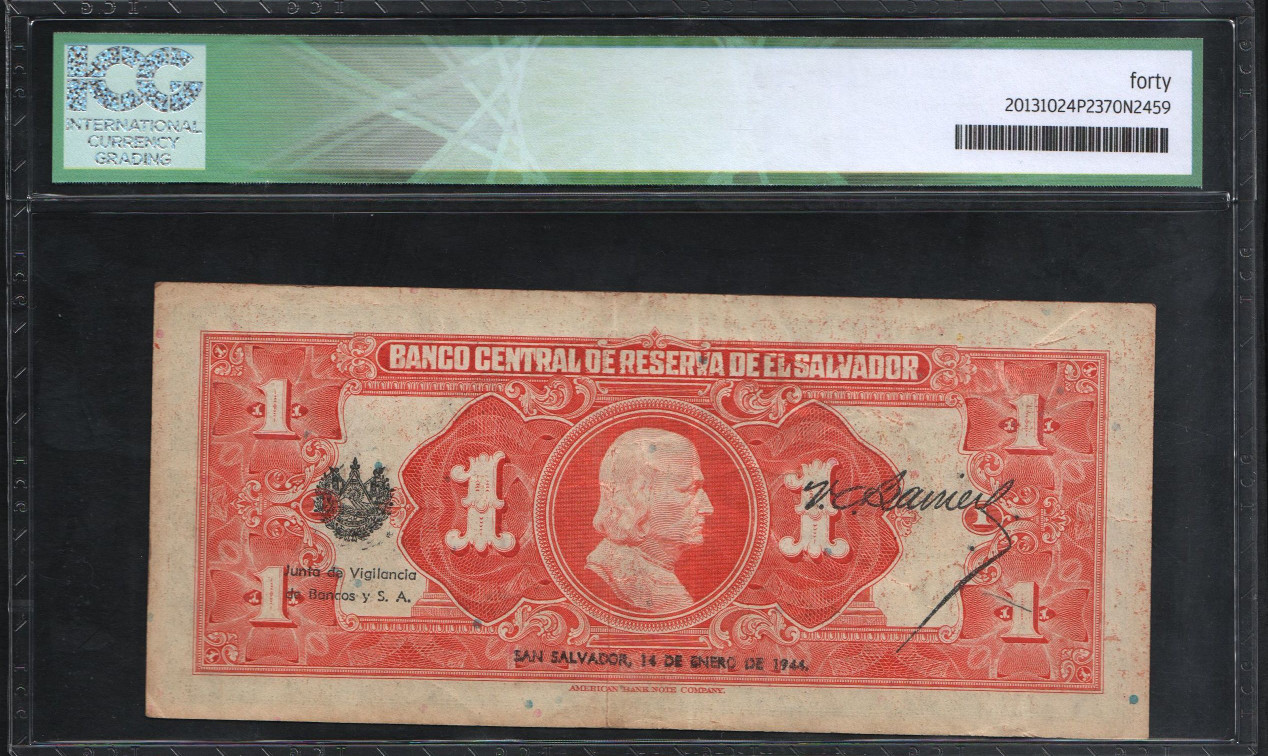 ICG
INTERNATIONAL
CURRENCY
GRADING
forty
20131024P2370N2459
BANCO CENTRAL DE RESERVA DE EL SALVADOR
1 1
1 1
1 1
Junta de Vigilancia
de Bancos y S. A.
SAN SALVADOR, 14 DE ENERO DE 1944.
AMERICAN BANK NOTE COMPANY.